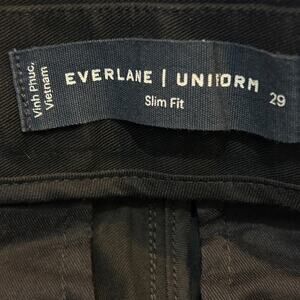 Vinh Phuc,
Vietnam
EVERLANE | UNIFORM
Slim Fit
29